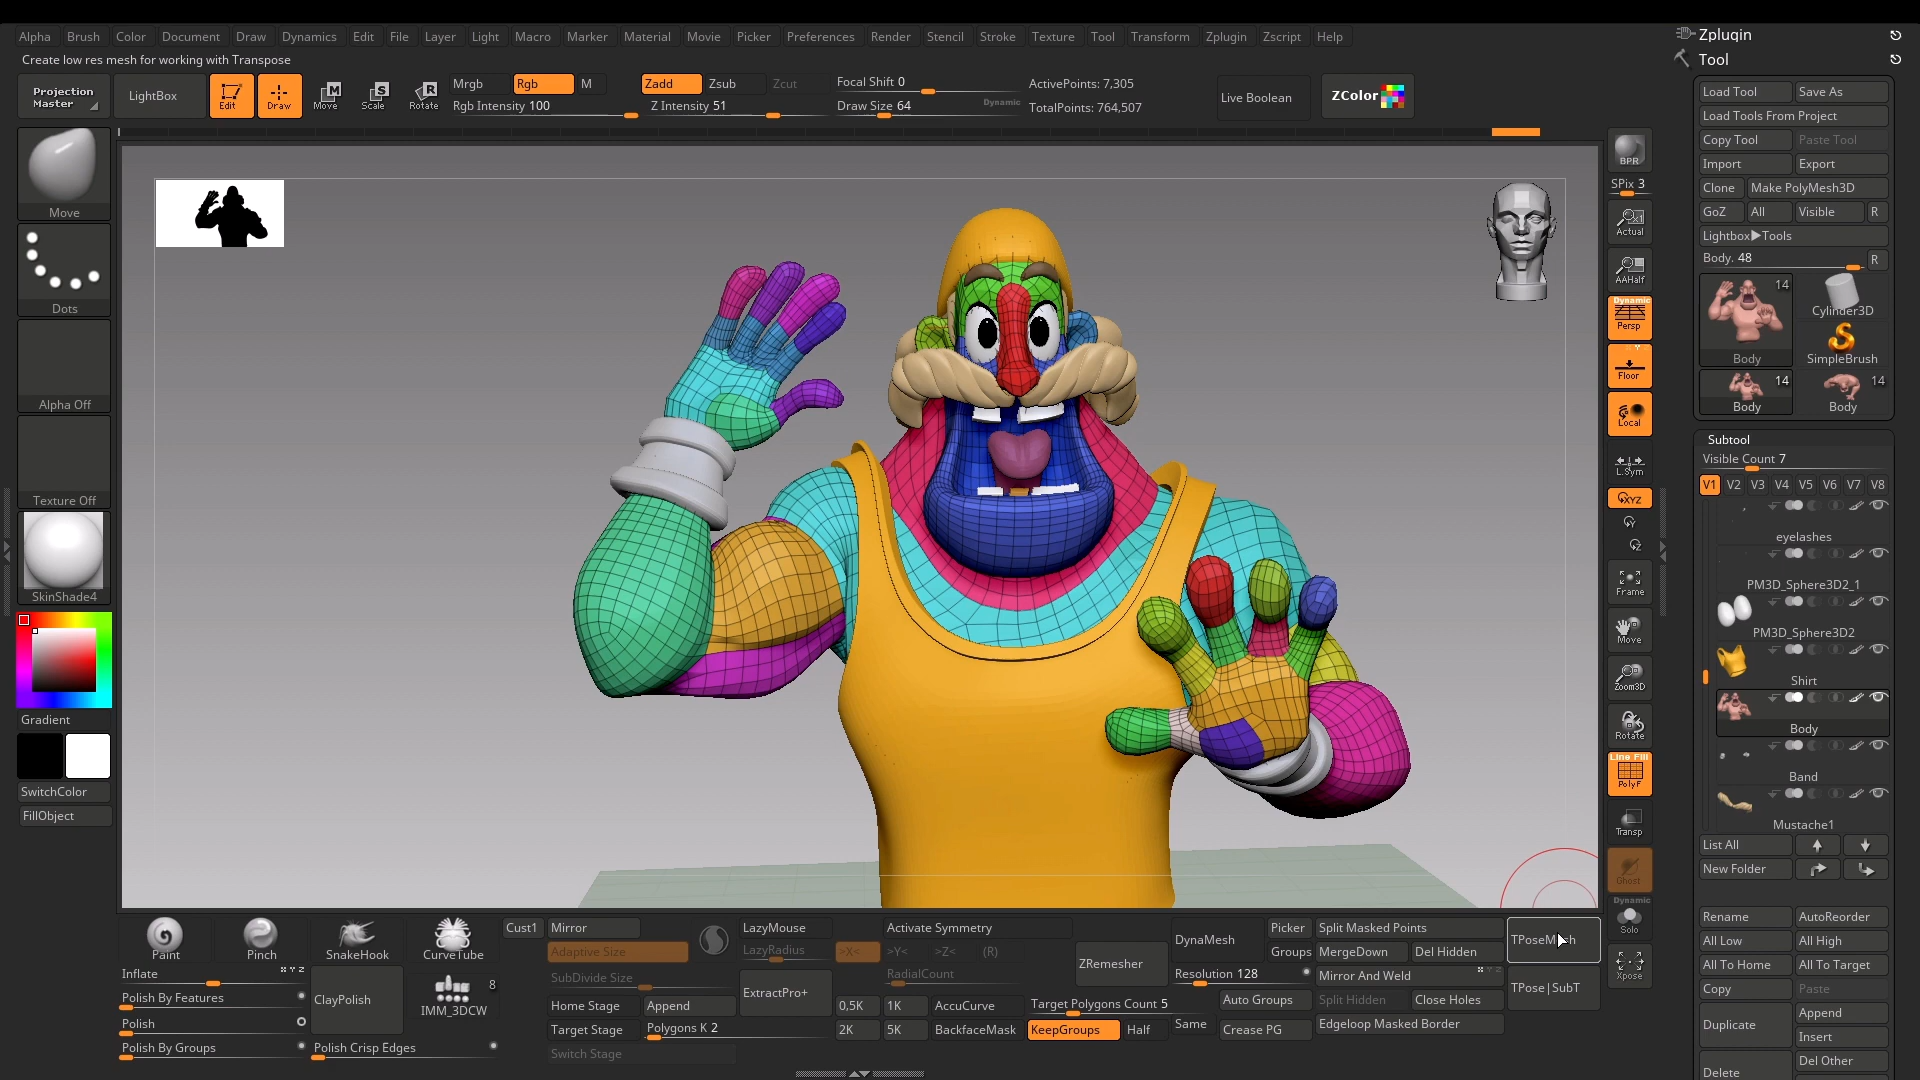 Alpha Brush Color Document Draw Dynamics Edit File Layer Light Macro Marker Material Movie Picker Preferences Render Stencil Stroke Texture Tool Transform Zplugin Zscript Help
Create low res mesh for working with Transpose
Projection Master
LightBox
Edit
Draw
Move
Scale
Rotate
Mrgb
Rgb
M
Rgb Intensity 100
Zadd
Zsub
Zcut
Z Intensity 51
Focal Shift 0
Draw Size 64
Dynamic
ActivePoints: 7,305
TotalPoints: 764,507
Live Boolean
ZColor
Move
Dots
Alpha Off
Texture Off
SkinShade4
Gradient
SwitchColor
FillObject
BPR
SPix 3
Actual
AAHalf
Dynamic
Persp
Floor
Local
L.Sym
XYZ
Frame
Move
Zoom3D
Rotate
Line Fill
PolyF
Transp
Ghost
Dynamic
Solo
Xpose
Zplugin
Tool
Load Tool
Save As
Load Tools From Project
Copy Tool
Paste Tool
Import
Export
Clone
Make PolyMesh3D
GoZ
All
Visible
R
Lightbox▶Tools
Body. 48
R
14
Body
Cylinder3D
SimpleBrush
14
Body
14
Body
Subtool
Visible Count 7
V1 V2 V3 V4 V5 V6 V7 V8
eyelashes
PM3D_Sphere3D2_1
PM3D_Sphere3D2
Shirt
Body
Band
Mustache1
List All
New Folder
Rename
AutoReorder
All Low
All High
All To Home
All To Target
Copy
Paste
Duplicate
Append
Insert
Delete
Del Other
Paint
Pinch
SnakeHook
CurveTube
Inflate
Polish By Features
Polish
Polish By Groups
ClayPolish
Polish Crisp Edges
8
IMM_3DCW
Cust1
Mirror
Adaptive Size
SubDivide Size
Home Stage
Append
Target Stage
Polygons K 2
Switch Stage
LazyMouse
LazyRadius
ExtractPro+
Activate Symmetry
>X<
>Y<
>Z<
(R)
RadialCount
0,5K
1K
AccuCurve
2K
5K
BackfaceMask
ZRemesher
Target Polygons Count 5
KeepGroups
Half
Same
DynaMesh
Resolution 128
Picker
Groups
Auto Groups
Crease PG
Split Masked Points
MergeDown
Del Hidden
Mirror And Weld
Split Hidden
Close Holes
Edgeloop Masked Border
TPoseMesh
TPose|SubT